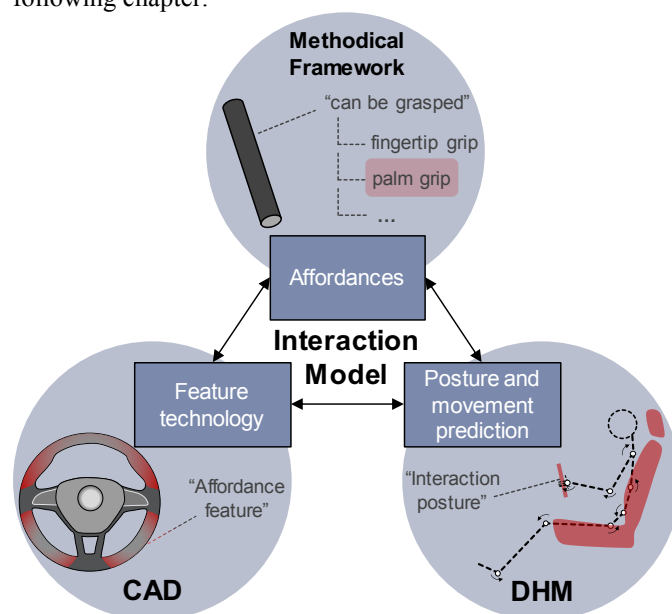 following chapter.
Methodical
Framework
“can be grasped”
fingertip grip
palm grip
...
Affordances
Interaction
Model
Feature
technology
Posture and
movement
prediction
“Affordance
feature”
“Interaction
posture”
CAD
DHM